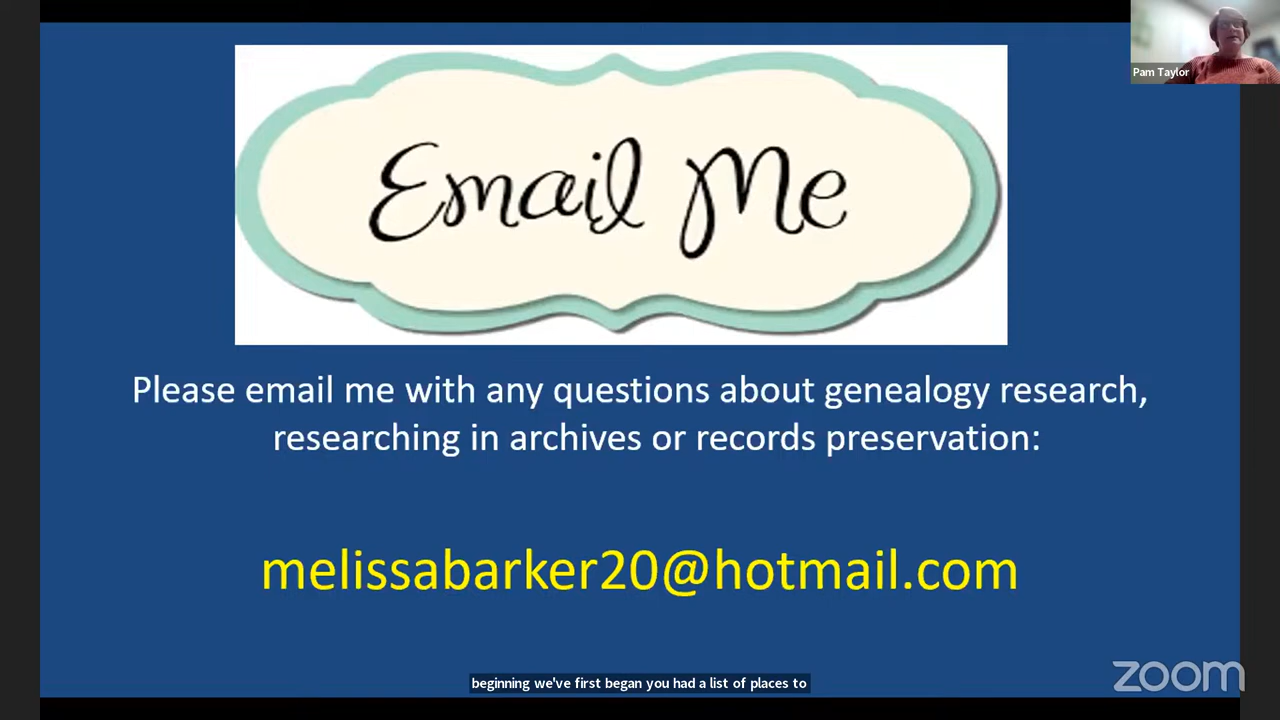 Pam Taylor
Email Me
Please email me with any questions about genealogy research,
researching in archives or records preservation:
melissabarker20@hotmail.com
zoom
beginning we've first began you had a list of places to